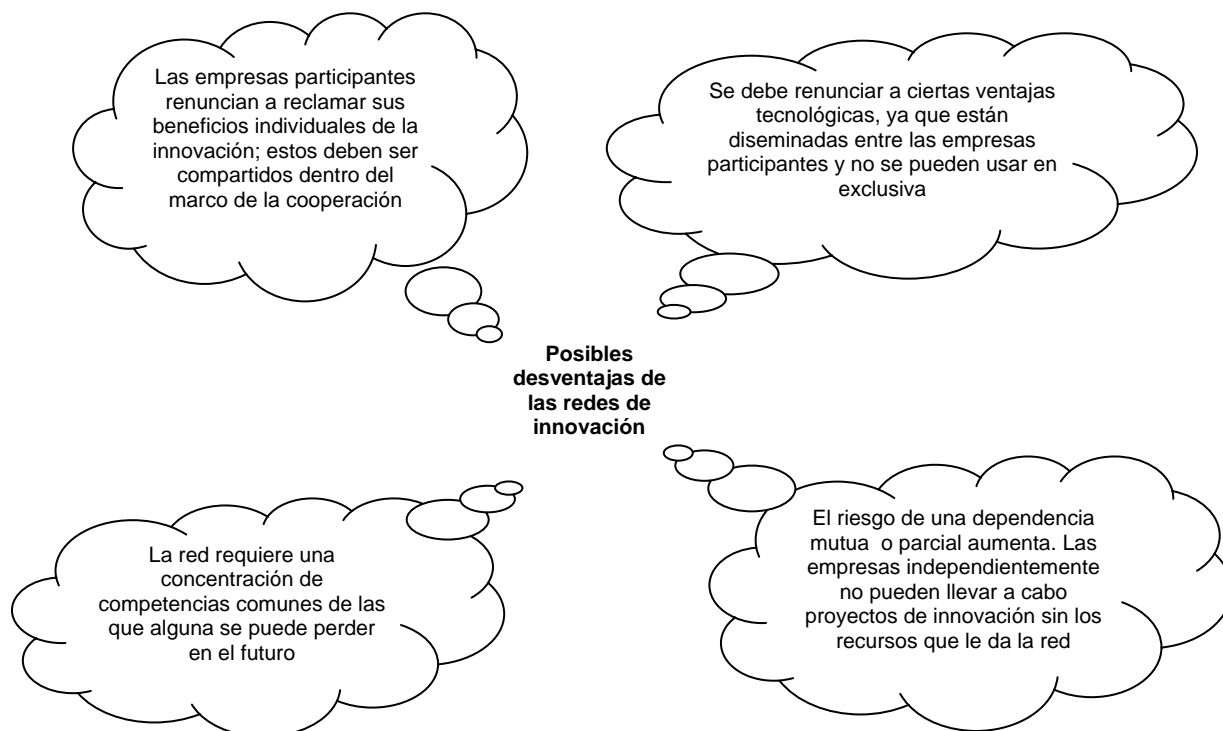 Las empresas participantes
renuncian a reclamar sus
beneficios individuales de la
innovación; estos deben ser
compartidos dentro del
marco de la cooperación
Se debe renunciar a ciertas ventajas
tecnológicas, ya que están
diseminadas entre las empresas
participantes y no se pueden usar en
exclusiva
Posibles
desventajas de
las redes de
innovación
La red requiere una
concentración de
competencias comunes de las
que alguna se puede perder
en el futuro
El riesgo de una dependencia
mutua o parcial aumenta. Las
empresas independientemente
no pueden llevar a cabo
proyectos de innovación sin los
recursos que le da la red